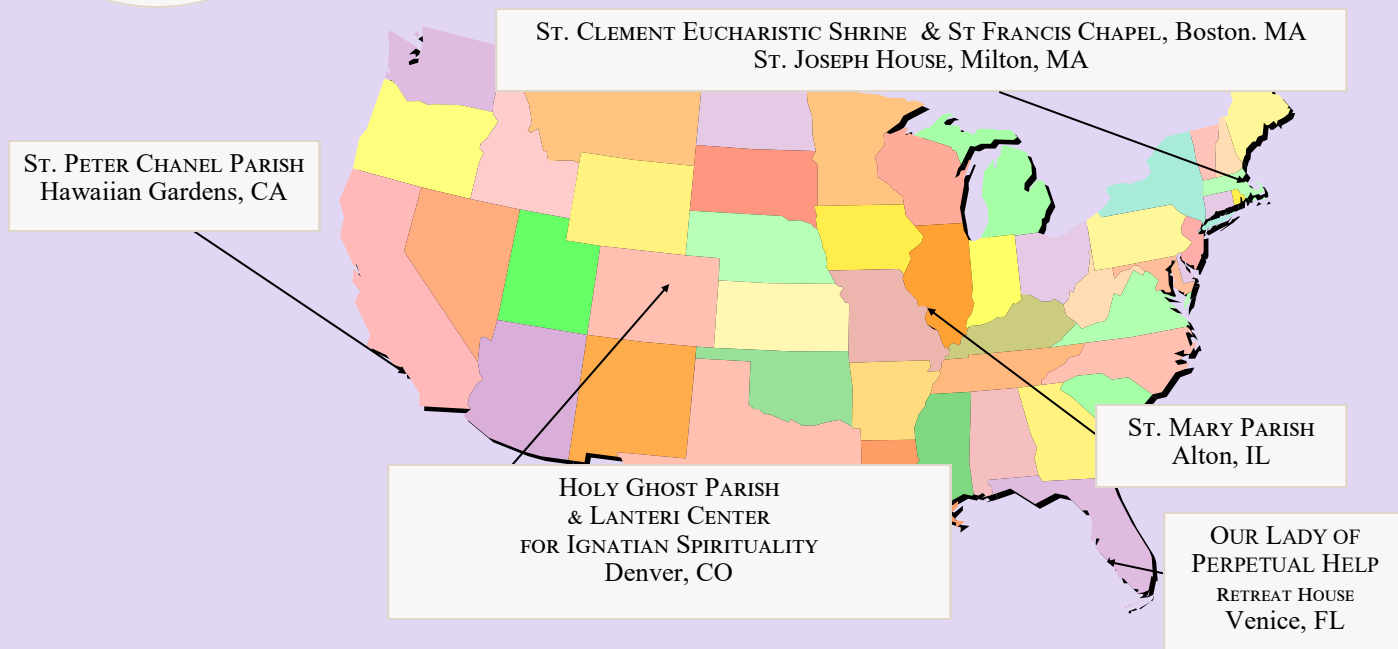 St. Clement Eucharistic Shrine & St Francis Chapel, Boston. MA
St. Joseph House, Milton, MA
St. Peter Chanel Parish
Hawaiian Gardens, CA
St. Mary Parish
Alton, IL
Holy Ghost Parish
& Lanteri Center
for Ignatian Spirituality
Denver, CO
Our Lady of
Perpetual Help
Retreat House
Venice, FL